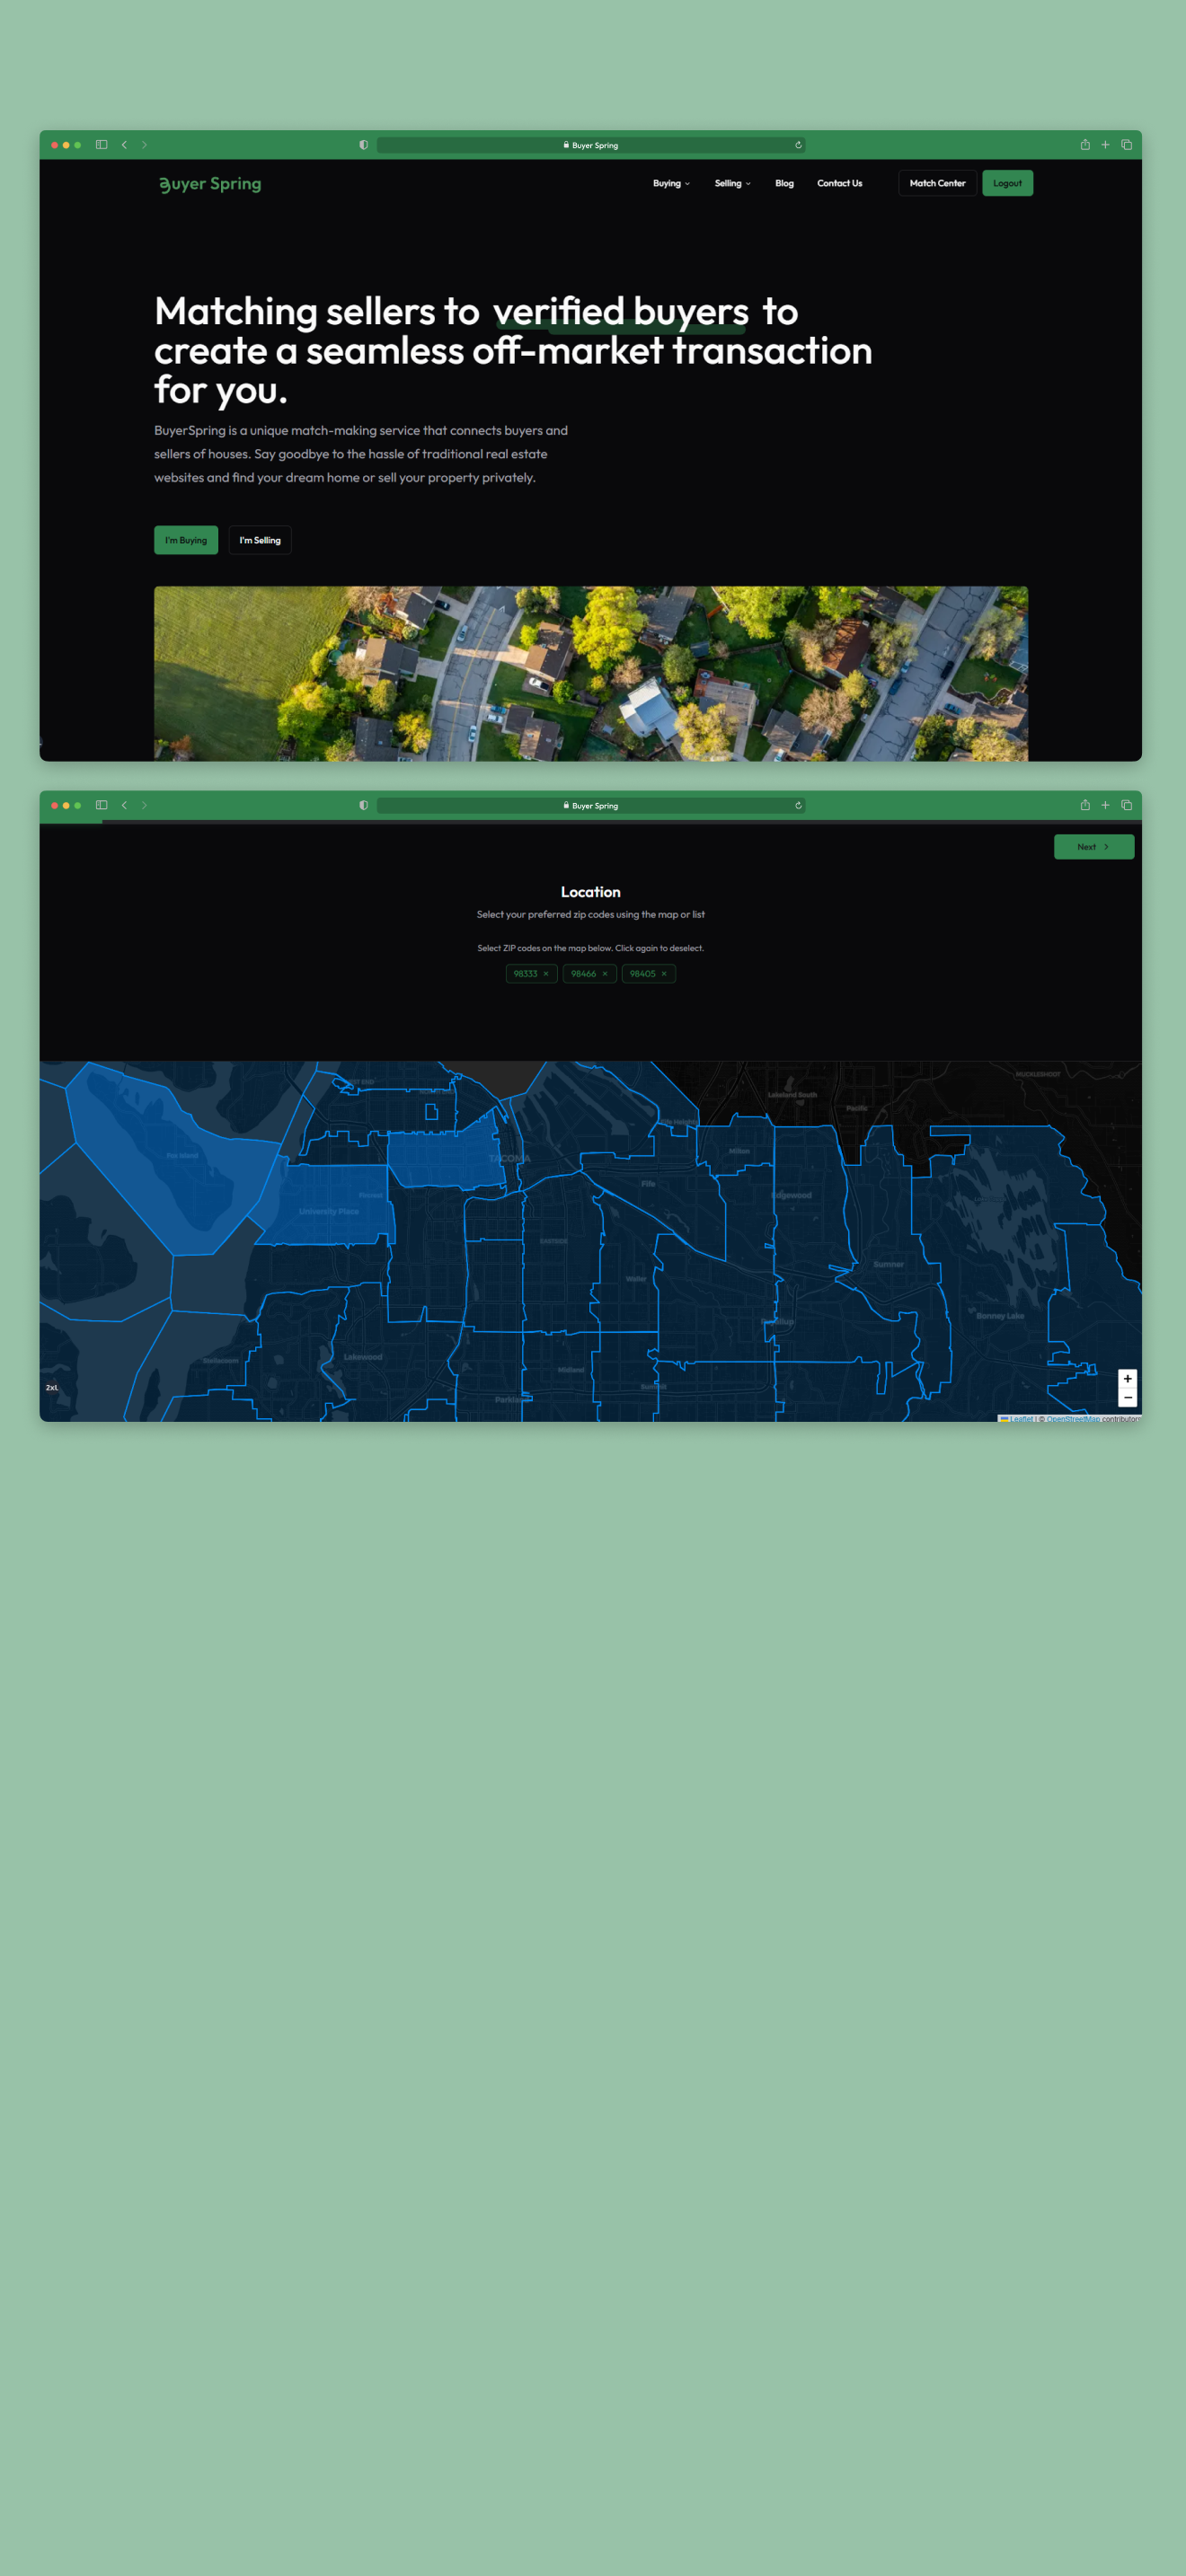 Buyer Spring
Buyer Spring
Buying
Selling
Blog
Contact Us
Match Center
Logout
Matching sellers to verified buyers to
create a seamless off-market transaction
for you.
BuyerSpring is a unique match-making service that connects buyers and
sellers of houses. Say goodbye to the hassle of traditional real estate
websites and find your dream home or sell your property privately.
I'm Buying
I'm Selling
Buyer Spring
Next
Location
Select your preferred zip codes using the map or list
Select ZIP codes on the map below. Click again to deselect.
98333 ×
98466 ×
98405 ×
MUCKLESHOOT
Lakeland South
Pacific
TACOMA
Milton
Fox Island
Fife
Fircrest
Edgewood
University Place
EASTSIDE
Sumner
Waller
Bonney Lake
Puyallup
Lakewood
Steilacoom
Midland
Summit
2xl
Parkland
+
−
Leaflet | © OpenStreetMap contributors